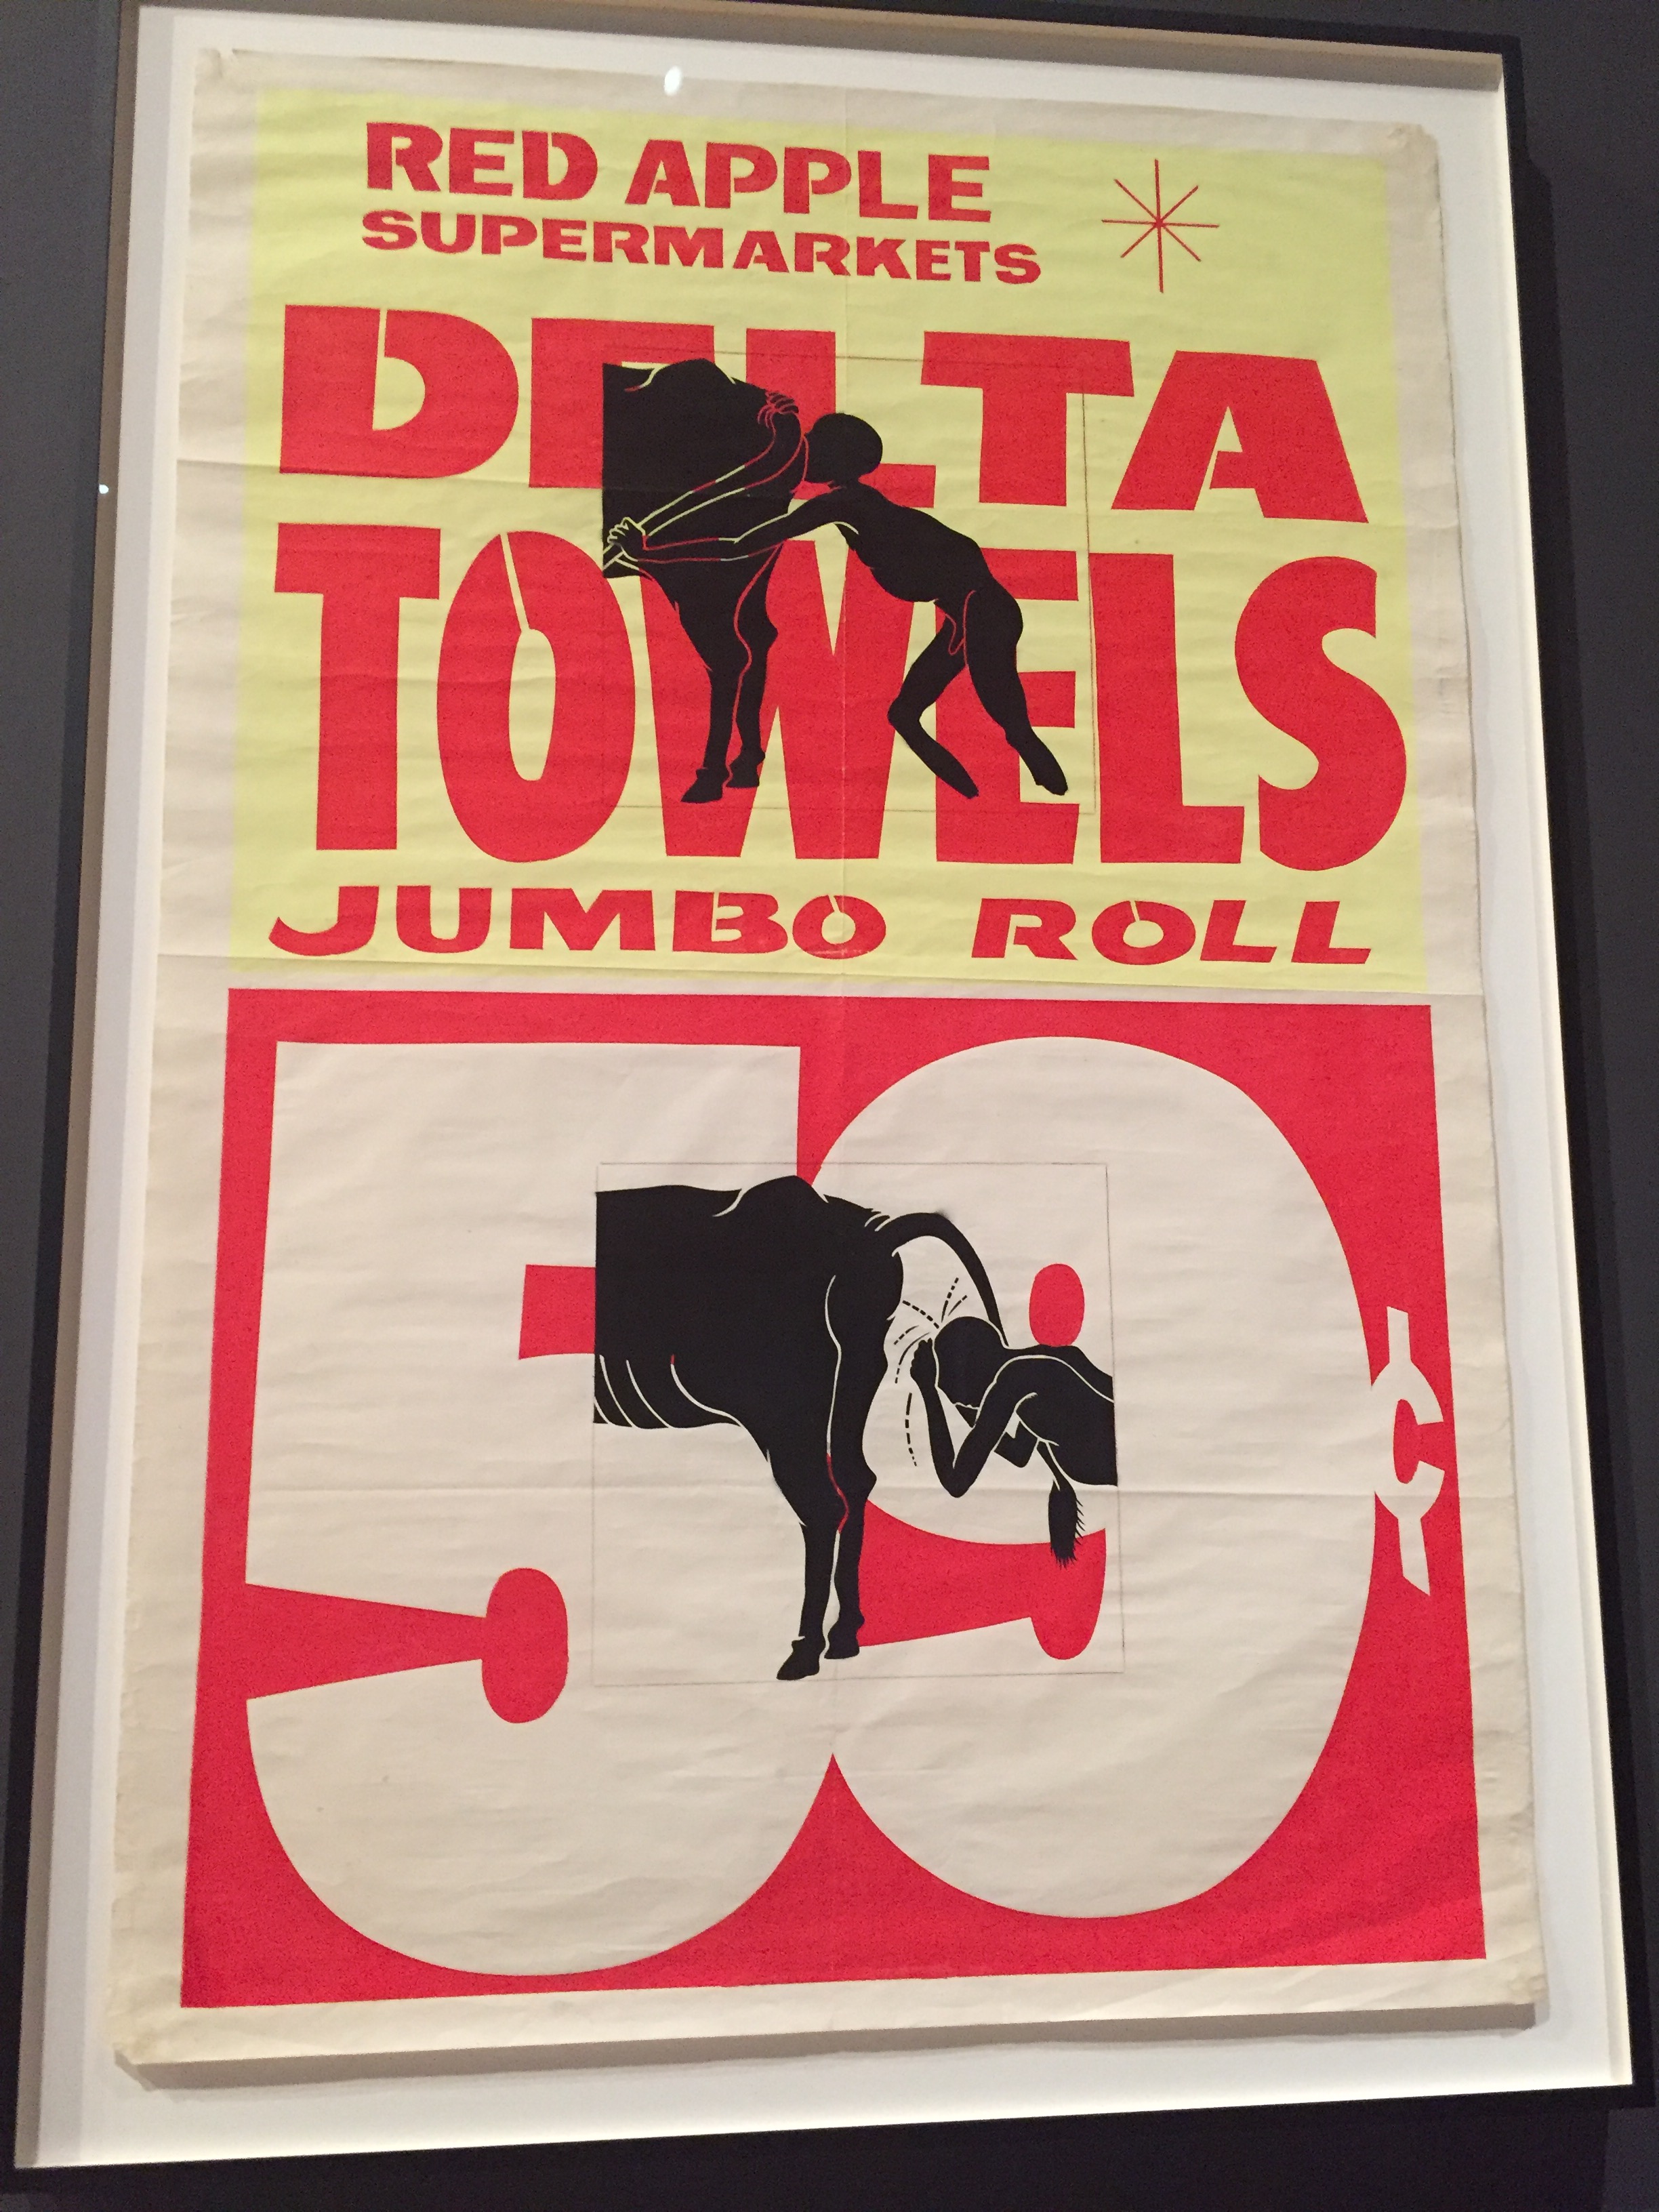 RED APPLE
SUPERMARKETS
DELTA
TOWELS
JUMBO ROLL
59¢